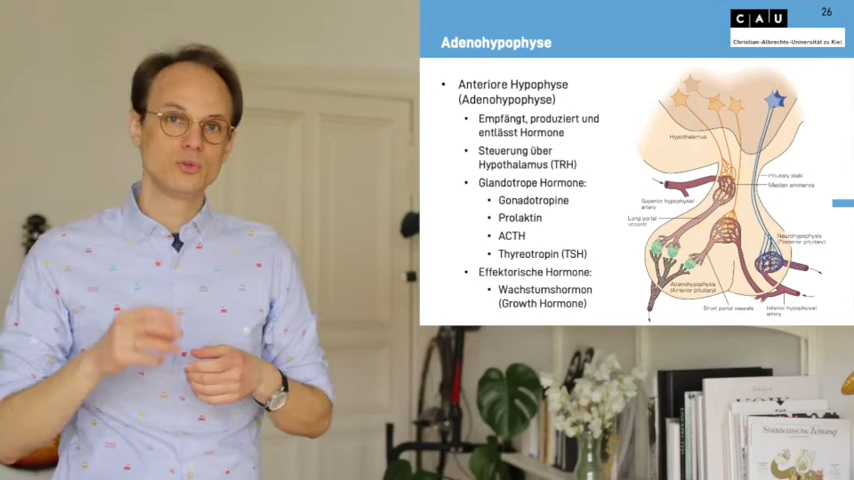 26
CAU
Christian-Albrechts-Universität zu Kiel
Adenohypophyse
Anteriore Hypophyse
(Adenohypophyse)
Empfängt, produziert und
entlässt Hormone
Steuerung über
Hypothalamus (TRH)
Glandotrope Hormone:
Gonadotropine
Prolaktin
ACTH
Thyreotropin (TSH)
Effektorische Hormone:
Wachstumshormon
(Growth Hormone)
Hypothalamus
Pituitary stalk
Median eminence
Superior hypophysial
artery
Long portal
vessels
Neurohypophysis
(Posterior pituitary)
Adenohypophysis
(Anterior pituitary)
Short portal vessels
Inferior hypophysial
artery
Süddeutsche Zeitung